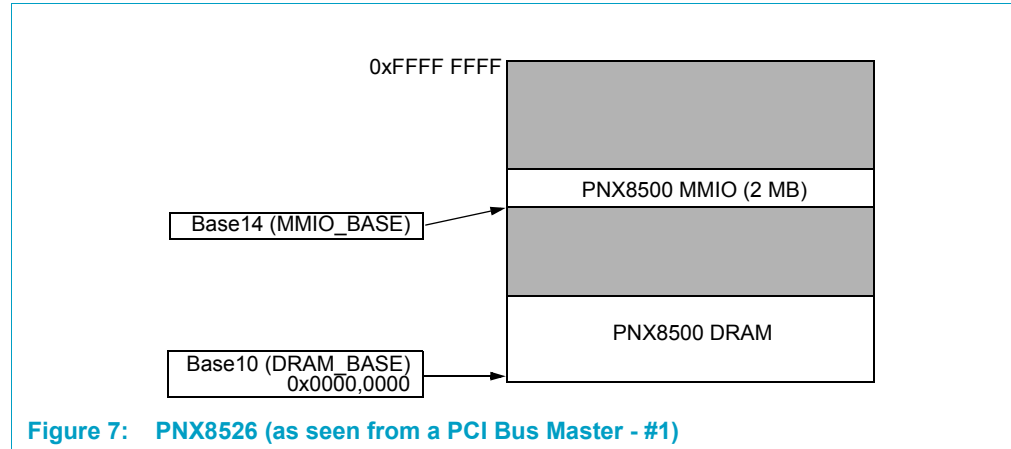 0xFFFF FFFF
PNX8500 MMIO (2 MB)
Base14 (MMIO_BASE)
PNX8500 DRAM
Base10 (DRAM_BASE)
0x0000,0000
Figure 7: PNX8526 (as seen from a PCI Bus Master - #1)